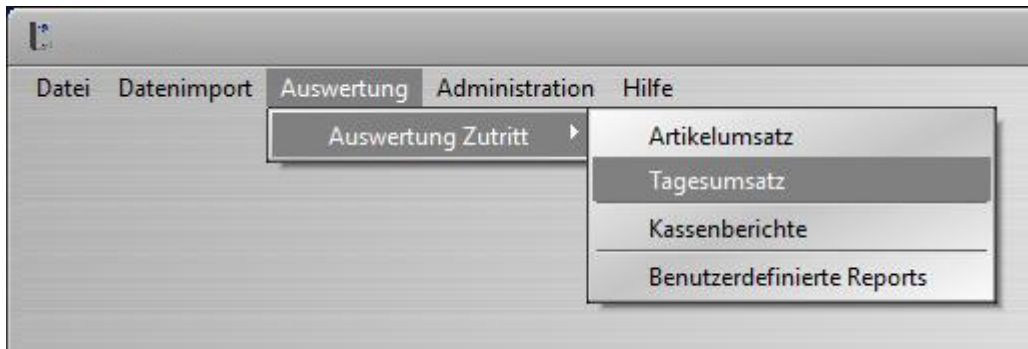 Datei Datenimport Auswertung Administration Hilfe
Auswertung Zutritt
Artikelumsatz
Tagesumsatz
Kassenberichte
Benutzerdefinierte Reports